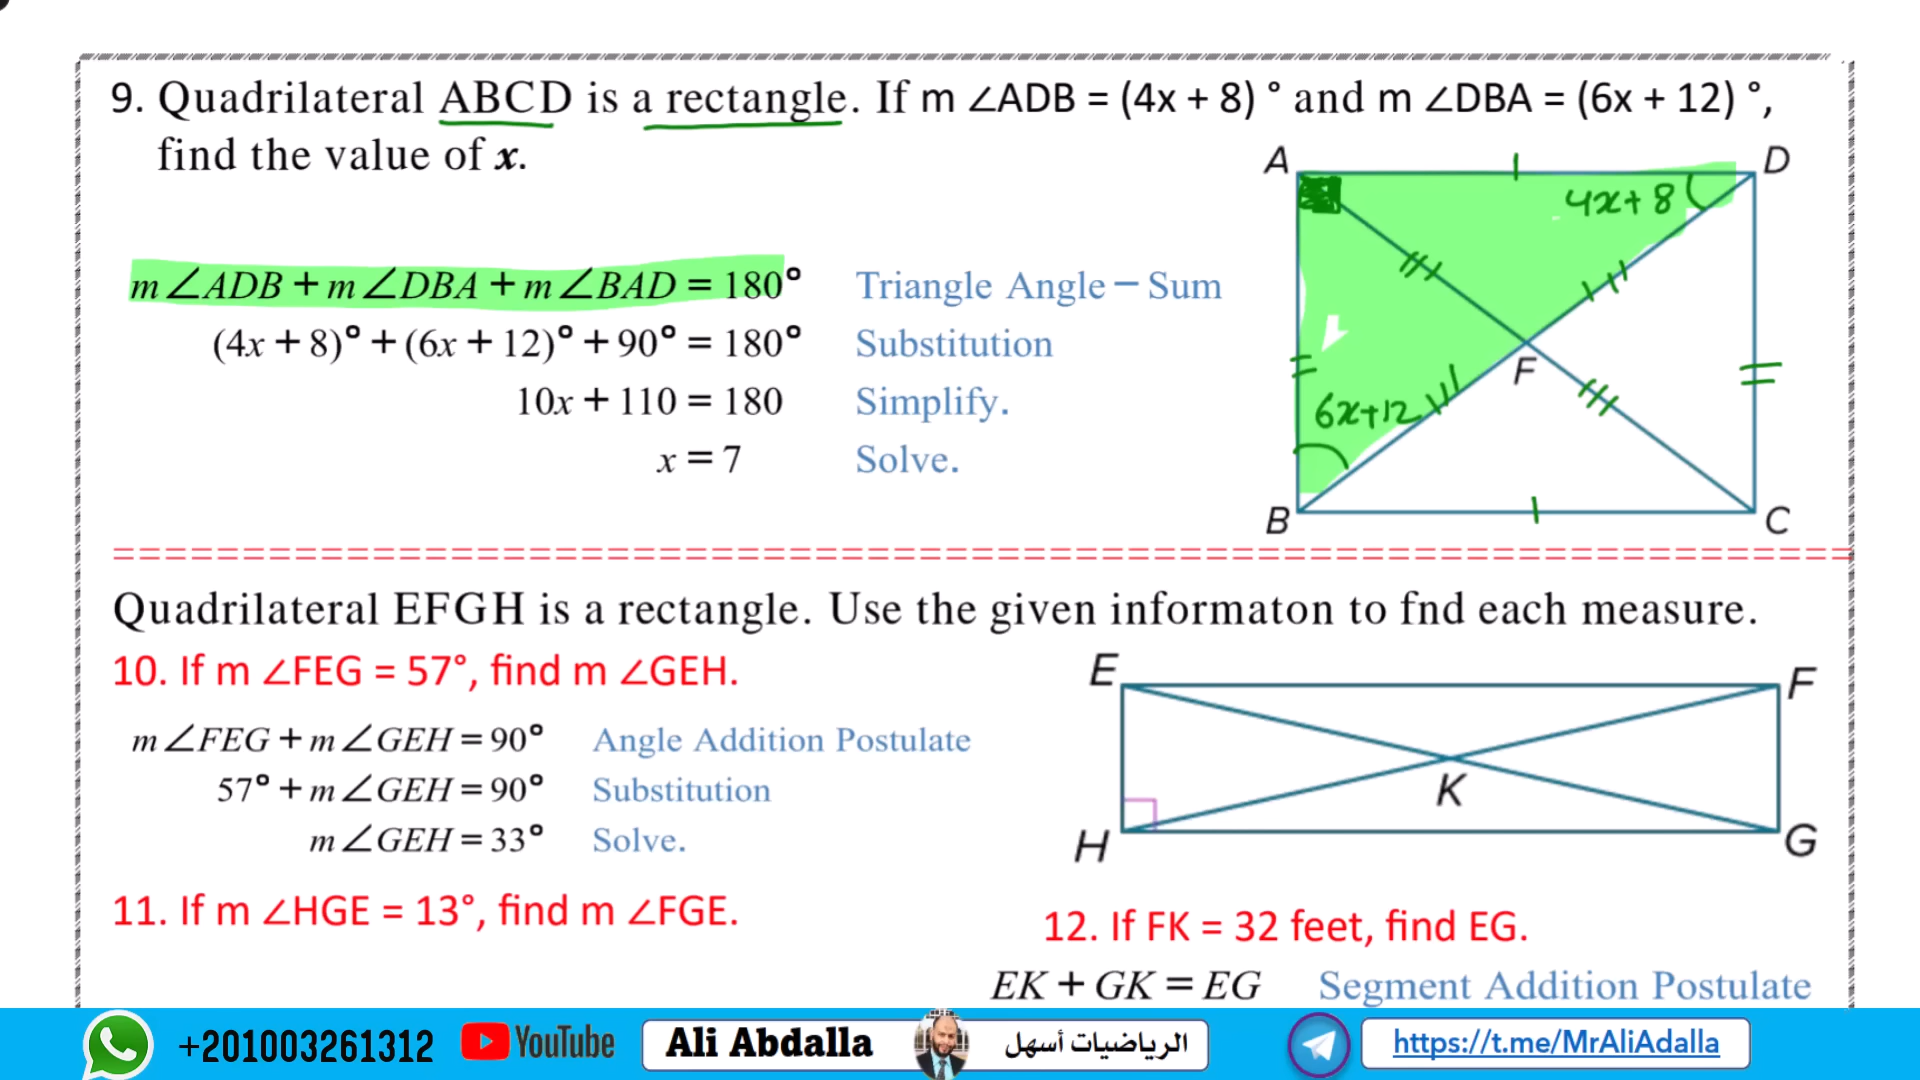 9. Quadrilateral ABCD is a rectangle. If m ∠ADB = (4x + 8) ° and m ∠DBA = (6x + 12) °,
find the value of x.
A
D
4x+8
m∠ADB + m∠DBA + m∠BAD = 180° Triangle Angle – Sum
(4x + 8)° + (6x + 12)° + 90° = 180° Substitution
F
10x + 110 = 180 Simplify.
6x+12
x = 7 Solve.
B
C
Quadrilateral EFGH is a rectangle. Use the given informaton to fnd each measure.
10. If m ∠FEG = 57°, find m ∠GEH.
E
F
m∠FEG + m∠GEH = 90° Angle Addition Postulate
57° + m∠GEH = 90° Substitution
K
m∠GEH = 33° Solve.
H
G
11. If m ∠HGE = 13°, find m ∠FGE.
12. If FK = 32 feet, find EG.
EK + GK = EG Segment Addition Postulate
+201003261312 YouTube Ali Abdalla الرياضيات أسهل https://t.me/MrAliAdalla